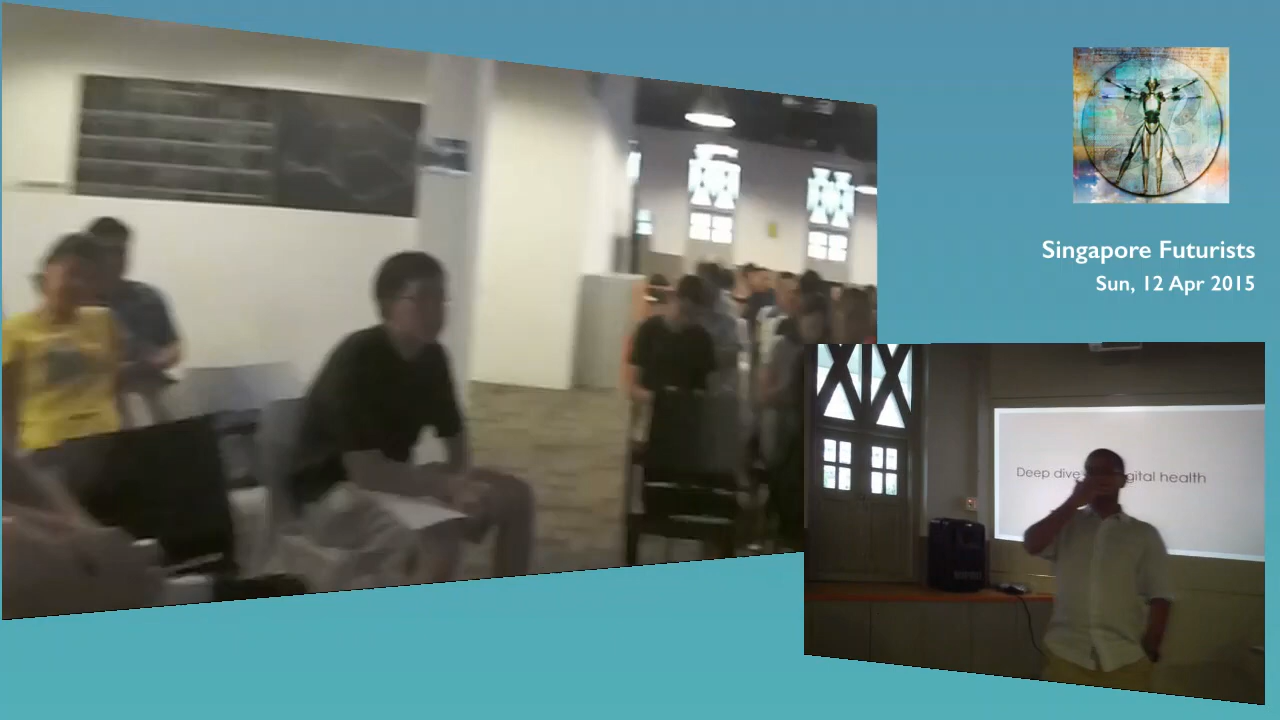 Singapore Futurists
Sun, 12 Apr 2015
Deep dive gital health